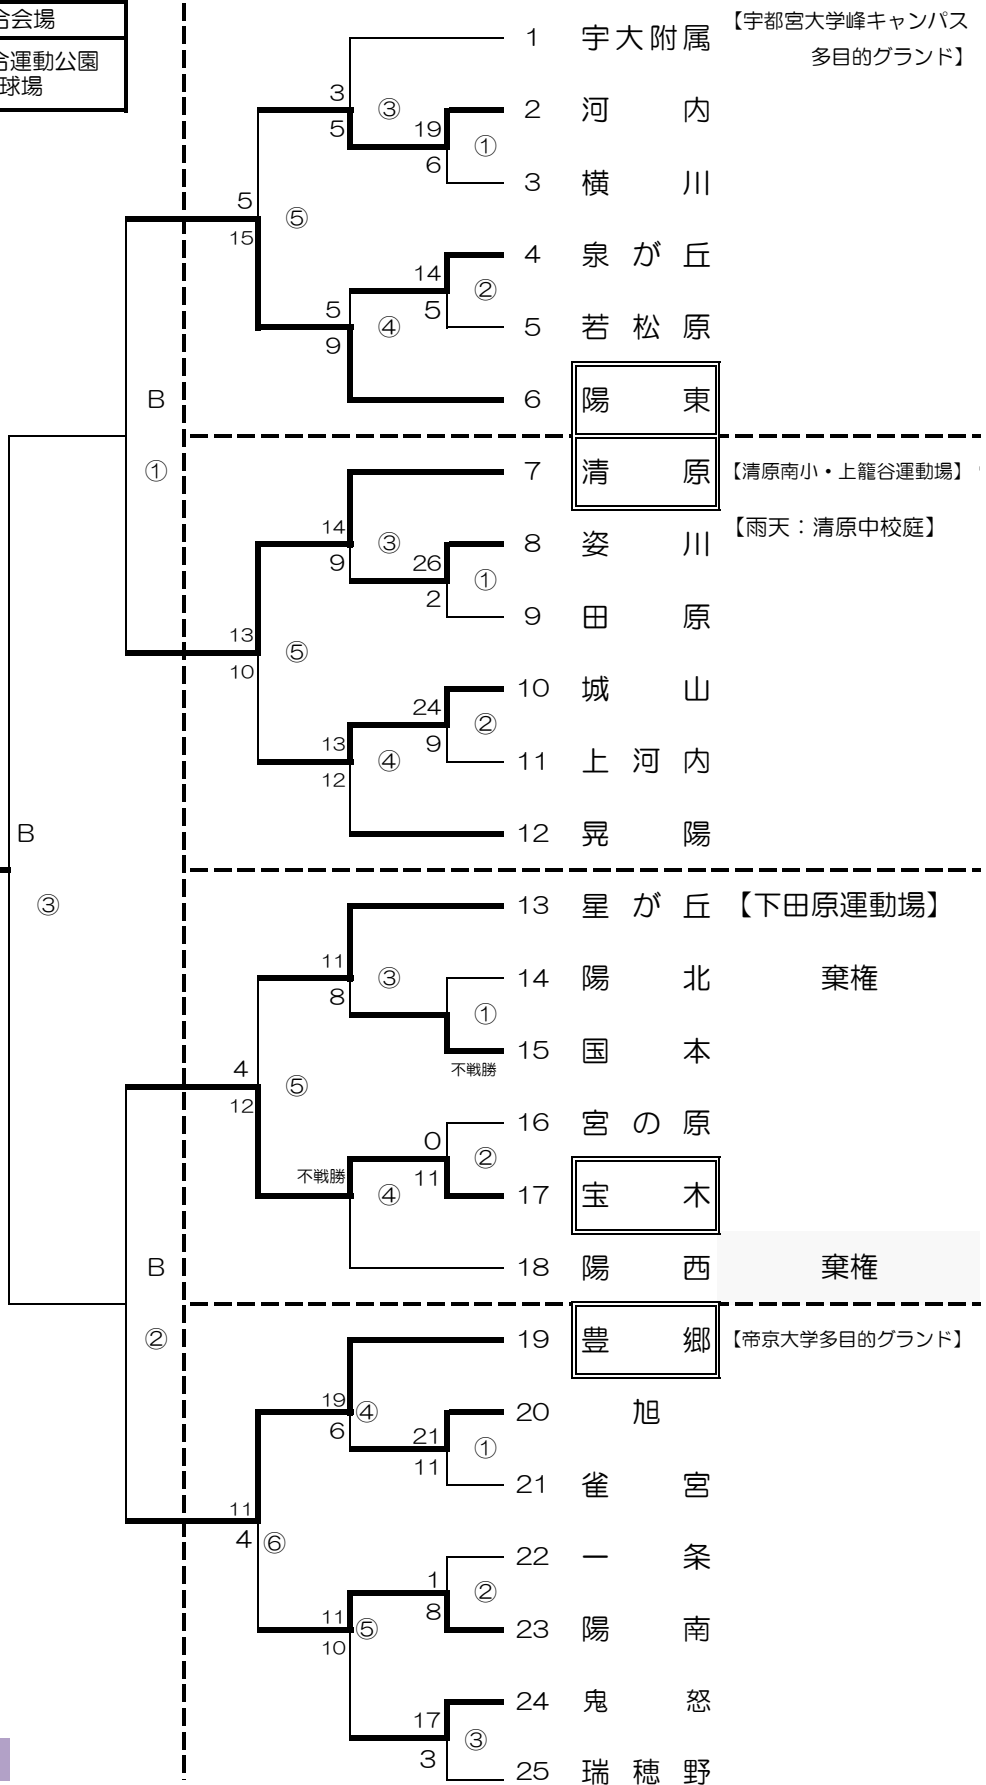 合会場
合運動公園
球場
1 宇大附属 【宇都宮大学峰キャンパス
多目的グランド】
3
③
5
2 河内
19
①
6
3 横川
5
⑤
15
4 泉が丘
14
②
5
5 若松原
5
④
9
6 陽東
B
①
7 清原 【清原南小・上籠谷運動場】
【雨天：清原中校庭】
14
③
9
8 姿川
26
①
2
9 田原
13
⑤
10
10 城山
24
②
9
11 上河内
13
④
12
12 晃陽
B
③
13 星が丘 【下田原運動場】
11
③
8
14 陽北 棄権
①
15 国本
不戦勝
4
⑤
12
16 宮の原
0
②
11
17 宝木
不戦勝
④
18 陽西 棄権
B
②
19 豊郷 【帝京大学多目的グランド】
19
④
6
20 旭
21
①
11
21 雀宮
11
4 ⑥
22 一条
1
②
8
23 陽南
11
⑤
10
24 鬼怒
17
③
3
25 瑞穂野